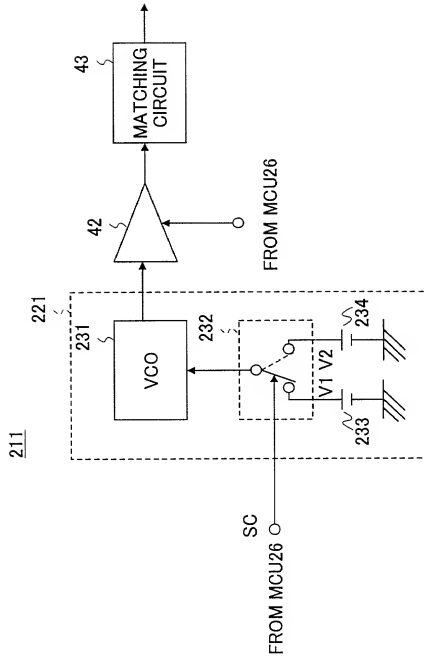 211
221
231
VCO
232
V1 V2
233
234
SC
FROM MCU26
42
FROM MCU26
43
MATCHING
CIRCUIT